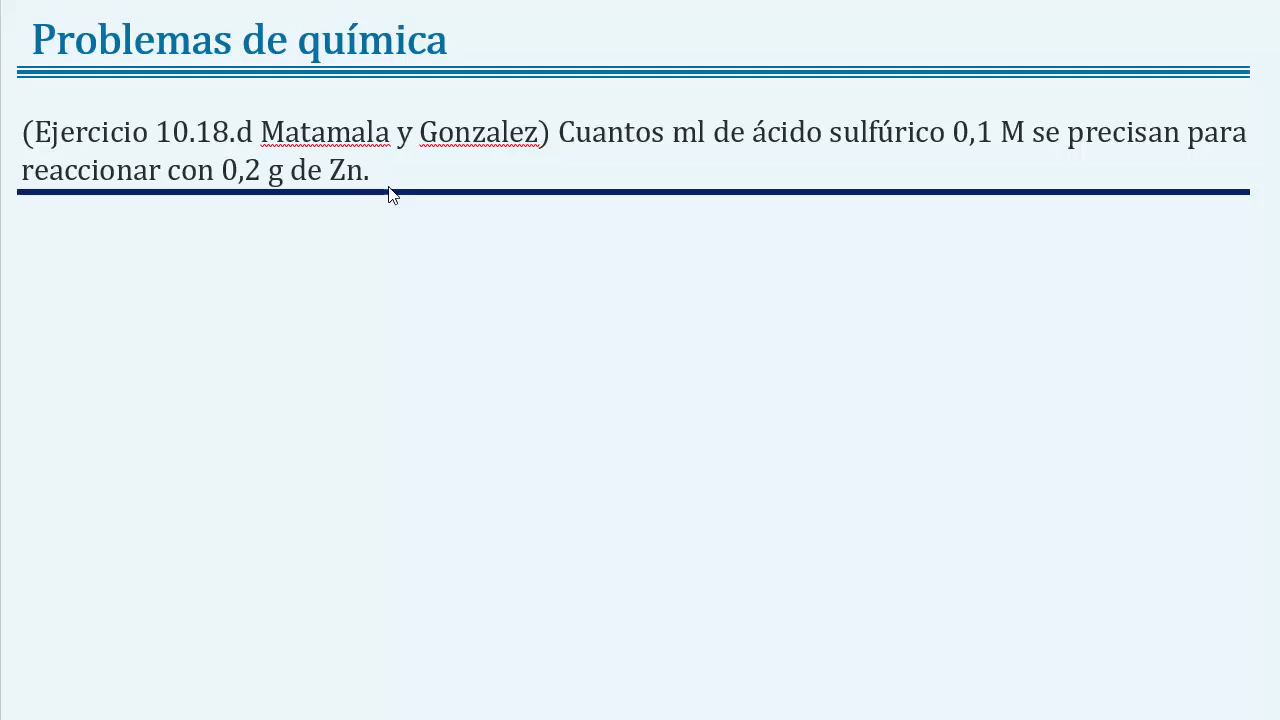 Problemas de química
(Ejercicio 10.18.d Matamala y Gonzalez) Cuantos ml de ácido sulfúrico 0,1 M se precisan para
reaccionar con 0,2 g de Zn.